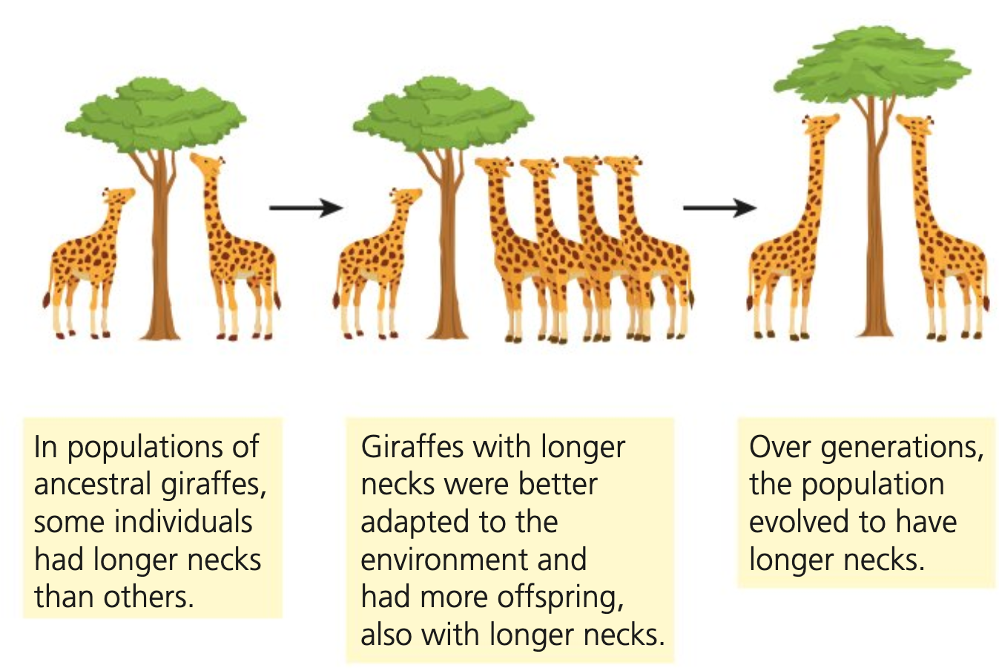 In populations of
ancestral giraffes,
some individuals
had longer necks
than others.
Giraffes with longer
necks were better
adapted to the
environment and
had more offspring,
also with longer necks.
Over generations,
the population
evolved to have
longer necks.